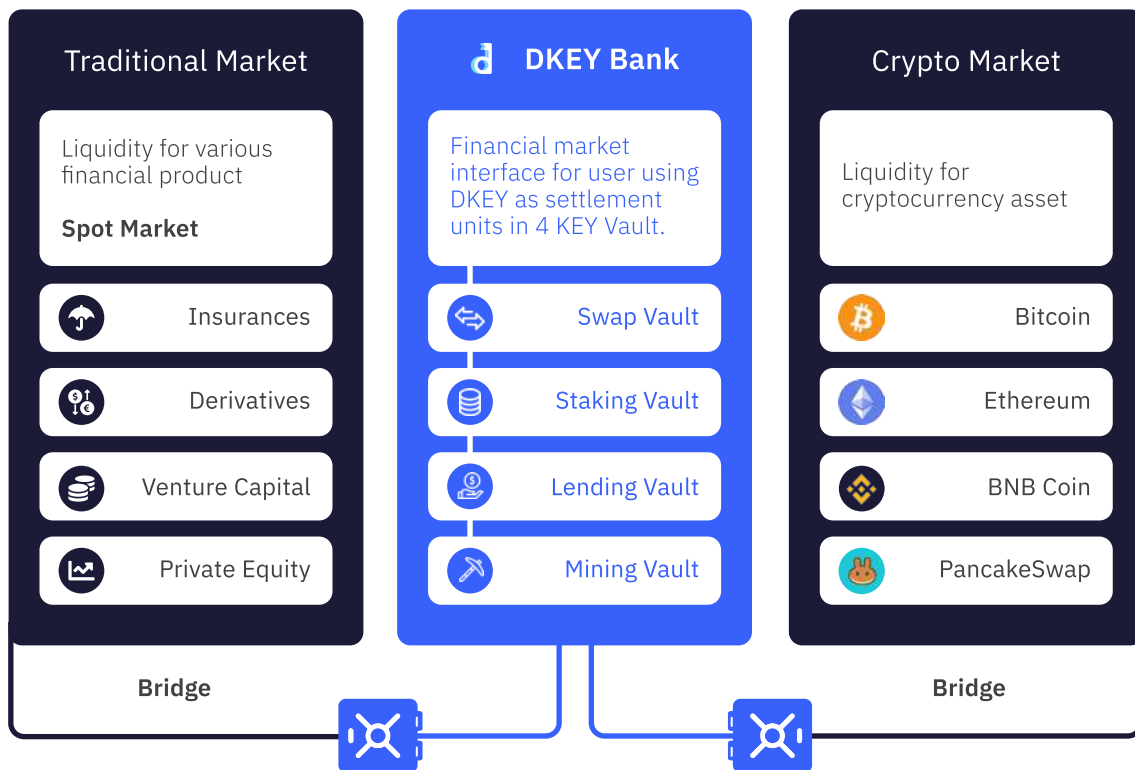 Traditional Market
Liquidity for various
financial product
Spot Market
Insurances
Derivatives
Venture Capital
Private Equity
DKEY Bank
Financial market
interface for user using
DKEY as settlement
units in 4 KEY Vault.
Swap Vault
Staking Vault
Lending Vault
Mining Vault
Crypto Market
Liquidity for
cryptocurrency asset
Bitcoin
Ethereum
BNB Coin
PancakeSwap
Bridge
Bridge